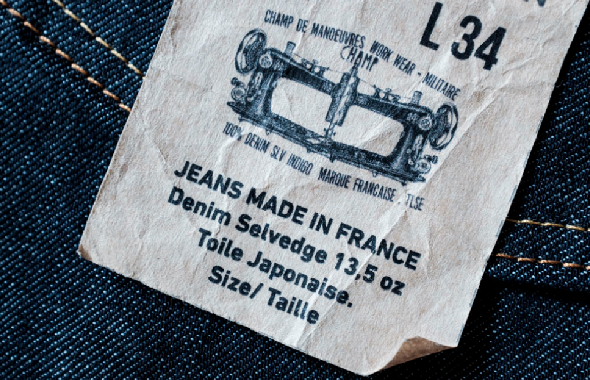 L 34
CHAMP DE MANOEUVRES WORK WEAR - MILITAIRE
CHAMP
100% DENIM SLV INDIGO MARQUE FRANCAISE - TLSE
JEANS MADE IN FRANCE
Denim Selvedge 13,5 oz
Toile Japonaise.
Size/ Taille